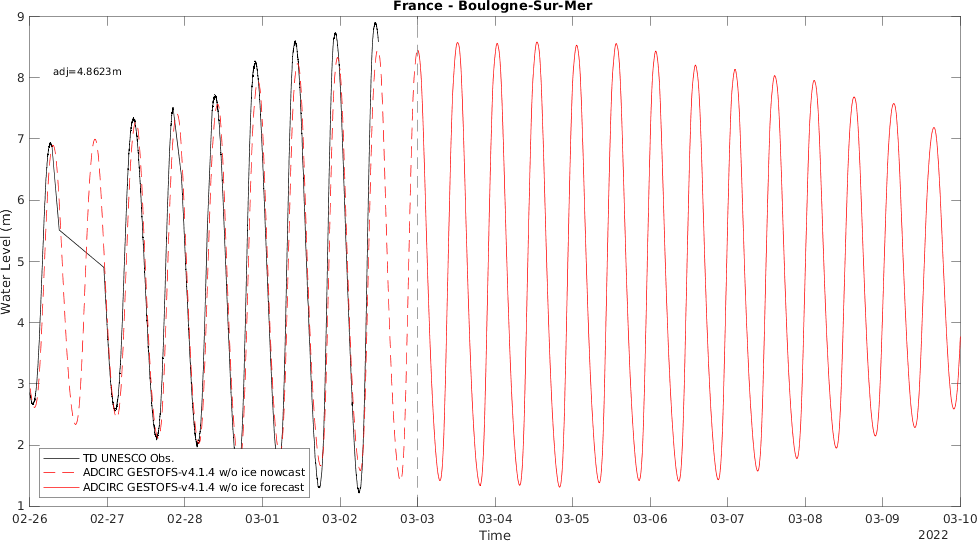 France - Boulogne-Sur-Mer
9
8
7
6
5
4
3
2
1
Water Level (m)
adj=4.8623m
TD UNESCO Obs.
ADCIRC GESTOFS-v4.1.4 w/o ice nowcast
ADCIRC GESTOFS-v4.1.4 w/o ice forecast
02-26 02-27 02-28 03-01 03-02 03-03 03-04 03-05 03-06 03-07 03-08 03-09 03-10
Time
2022